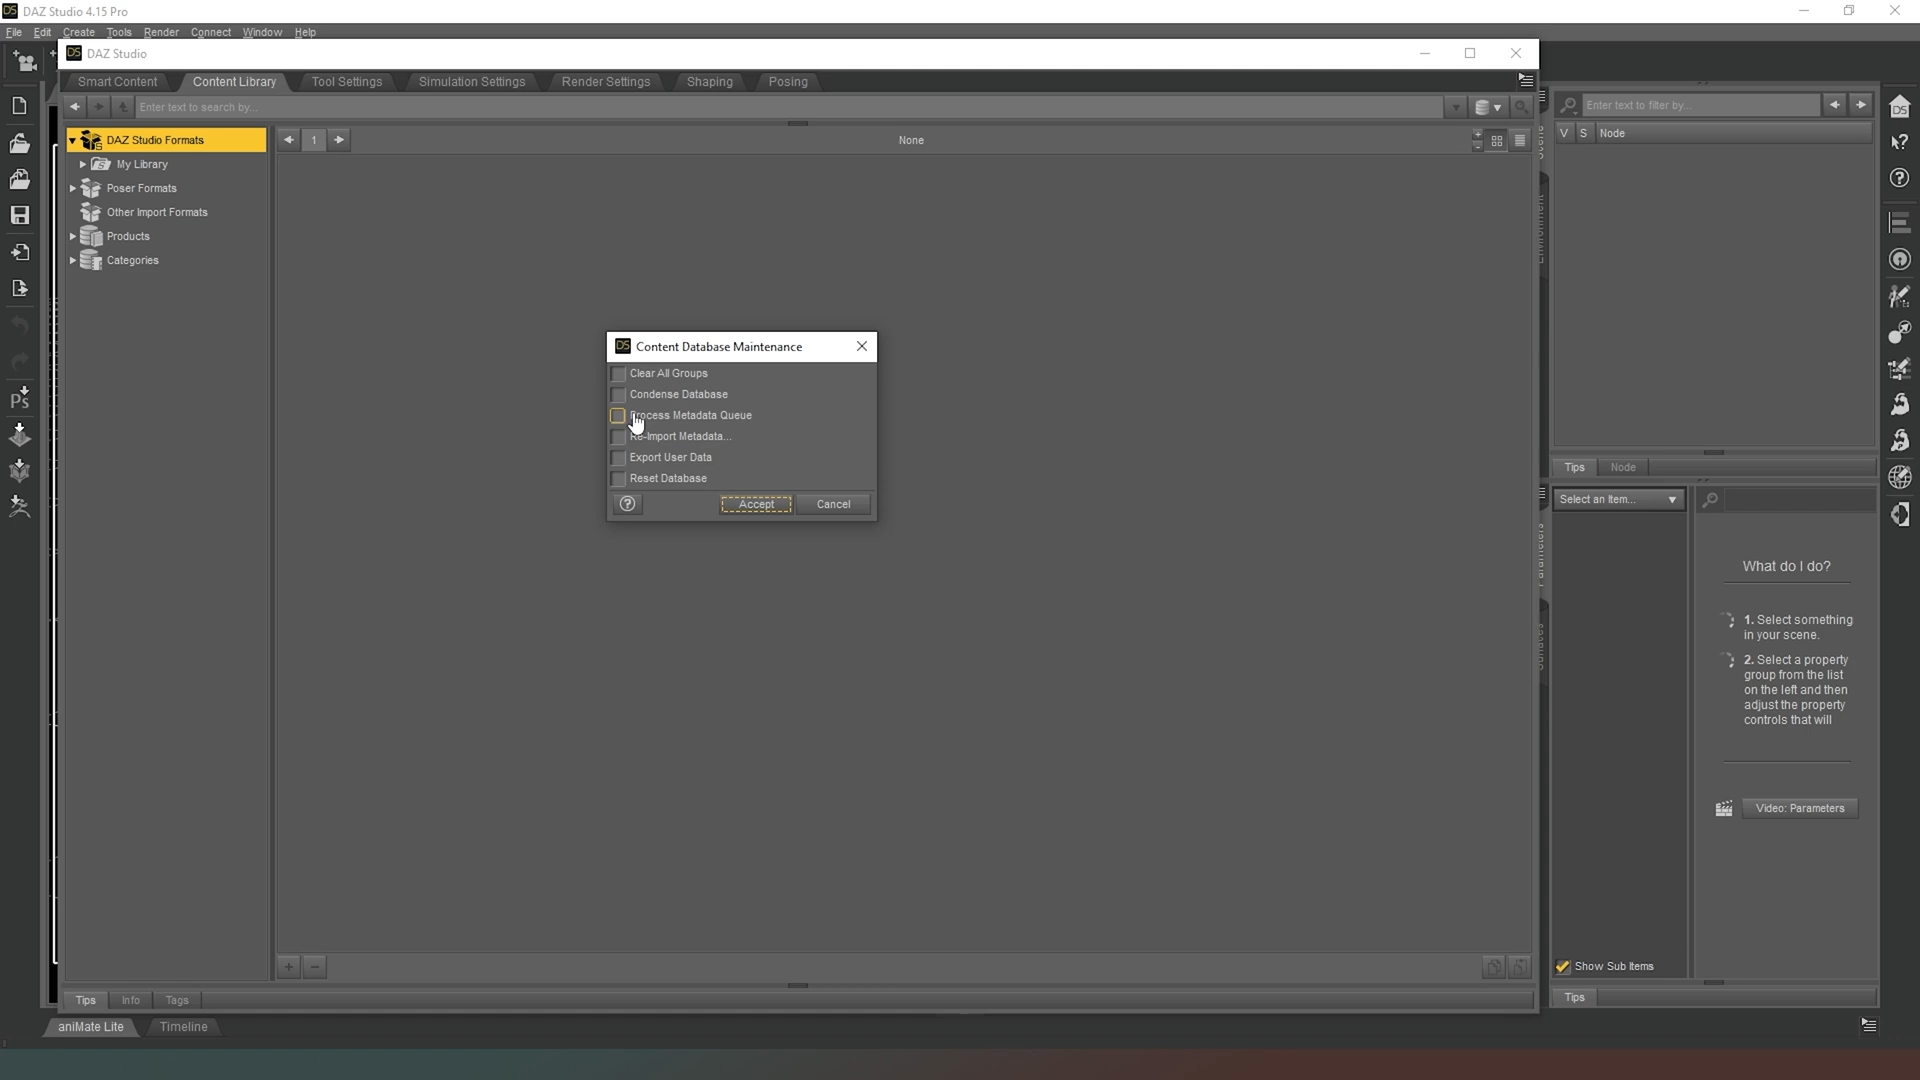 DAZ Studio 4.15 Pro
File Edit Create Tools Render Connect Window Help
DAZ Studio
Smart Content Content Library Tool Settings Simulation Settings Render Settings Shaping Posing
Enter text to search by...
Enter text to filter by...
V S Node
DAZ Studio Formats
1
None
My Library
Poser Formats
Other Import Formats
Products
Categories
Content Database Maintenance
Clear All Groups
Condense Database
Process Metadata Queue
Re-Import Metadata...
Export User Data
Reset Database
Accept Cancel
Tips Node
Select an Item...
Parameters
What do I do?
1. Select something
in your scene.
2. Select a property
group from the list
on the left and then
adjust the property
controls that will
Video: Parameters
Show Sub Items
Tips Info Tags
Tips
aniMate Lite Timeline